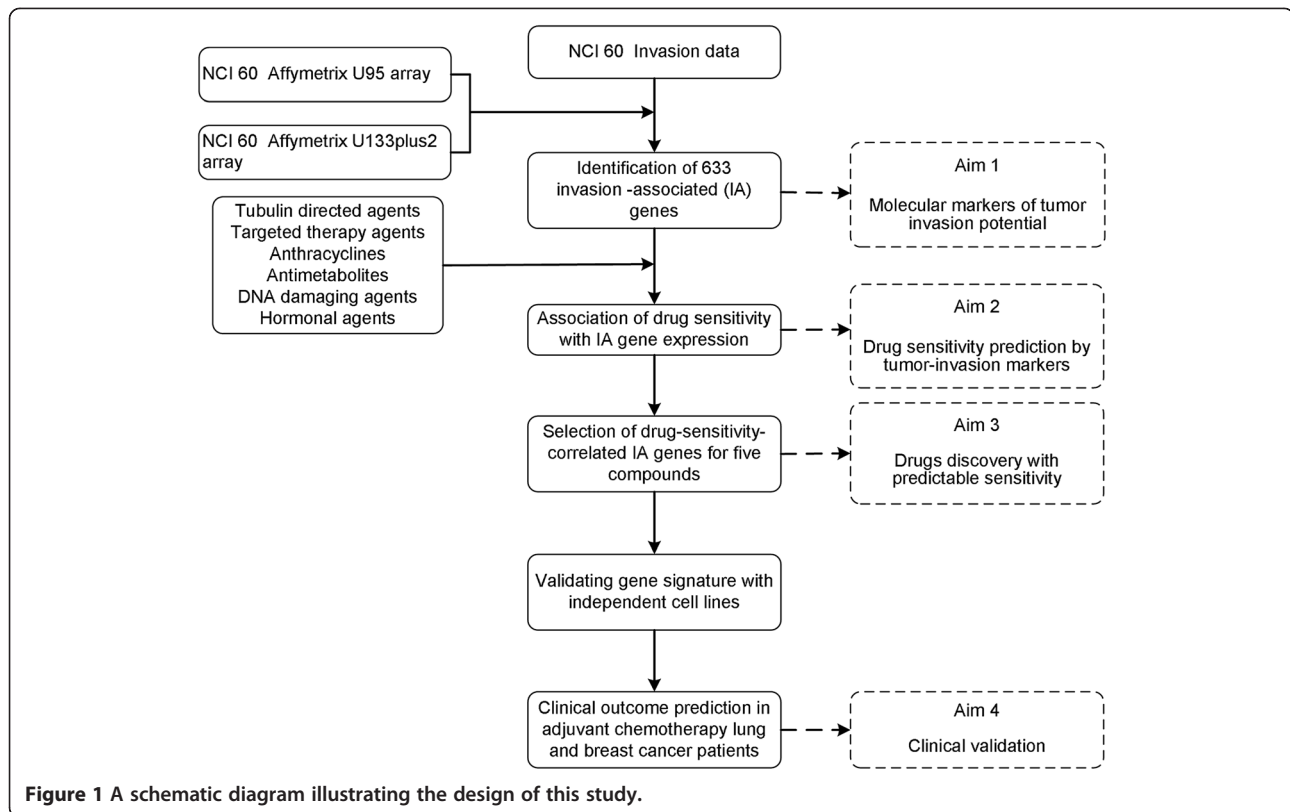 NCI 60 Invasion data
NCI 60 Affymetrix U95 array
NCI 60 Affymetrix U133plus2
array
Identification of 633
invasion -associated (IA)
genes
Aim 1
Molecular markers of tumor
invasion potential
Tubulin directed agents
Targeted therapy agents
Anthracyclines
Antimetabolites
DNA damaging agents
Hormonal agents
Association of drug sensitivity
with IA gene expression
Aim 2
Drug sensitivity prediction by
tumor-invasion markers
Selection of drug-sensitivity-
correlated IA genes for five
compounds
Aim 3
Drugs discovery with
predictable sensitivity
Validating gene signature with
independent cell lines
Clinical outcome prediction in
adjuvant chemotherapy lung
and breast cancer patients
Aim 4
Clinical validation
Figure 1 A schematic diagram illustrating the design of this study.